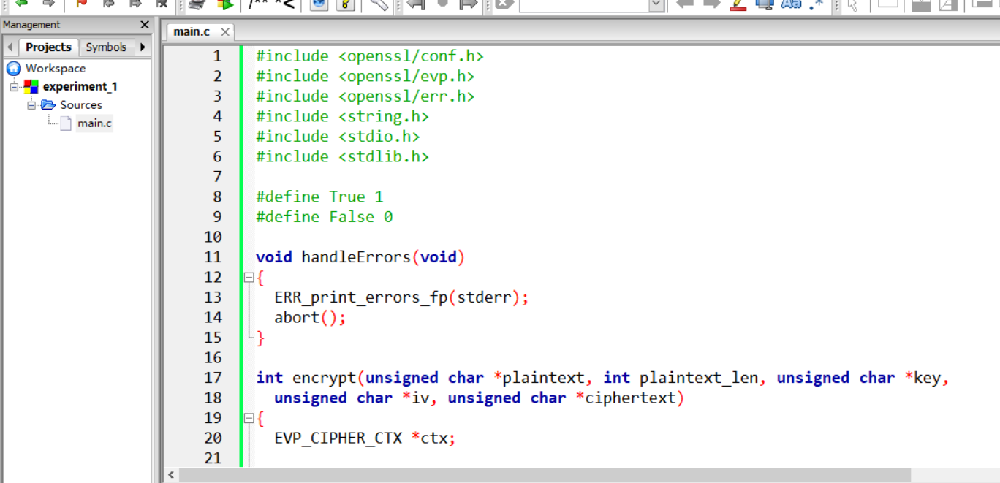 Management
main.c
Projects
Symbols
Workspace
experiment_1
Sources
main.c
1 #include <openssl/conf.h>
2 #include <openssl/evp.h>
3 #include <openssl/err.h>
4 #include <string.h>
5 #include <stdio.h>
6 #include <stdlib.h>
7
8 #define True 1
9 #define False 0
10
11 void handleErrors(void)
12 {
13   ERR_print_errors_fp(stderr);
14   abort();
15 }
16
17 int encrypt(unsigned char *plaintext, int plaintext_len, unsigned char *key,
18   unsigned char *iv, unsigned char *ciphertext)
19 {
20   EVP_CIPHER_CTX *ctx;
21